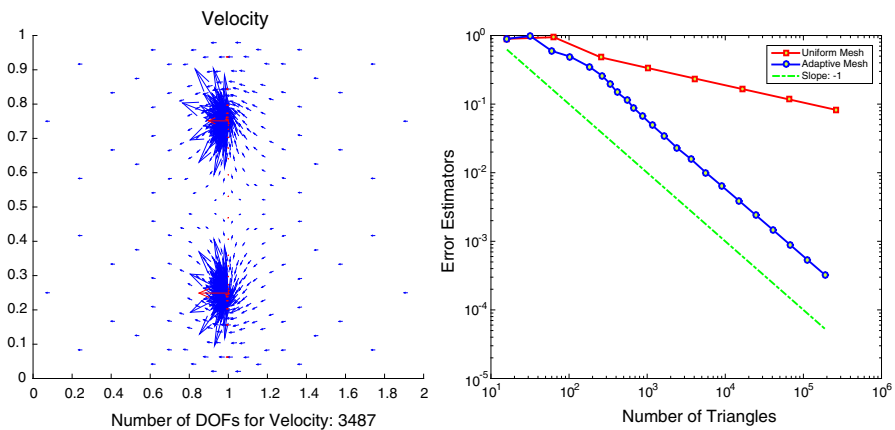 Velocity
1
0.9
0.8
0.7
0.6
0.5
0.4
0.3
0.2
0.1
0
0 0.2 0.4 0.6 0.8 1 1.2 1.4 1.6 1.8 2
Number of DOFs for Velocity: 3487
Uniform Mesh
Adaptive Mesh
Slope: -1
Error Estimators
10^0
10^-1
10^-2
10^-3
10^-4
10^-5
10^1 10^2 10^3 10^4 10^5 10^6
Number of Triangles